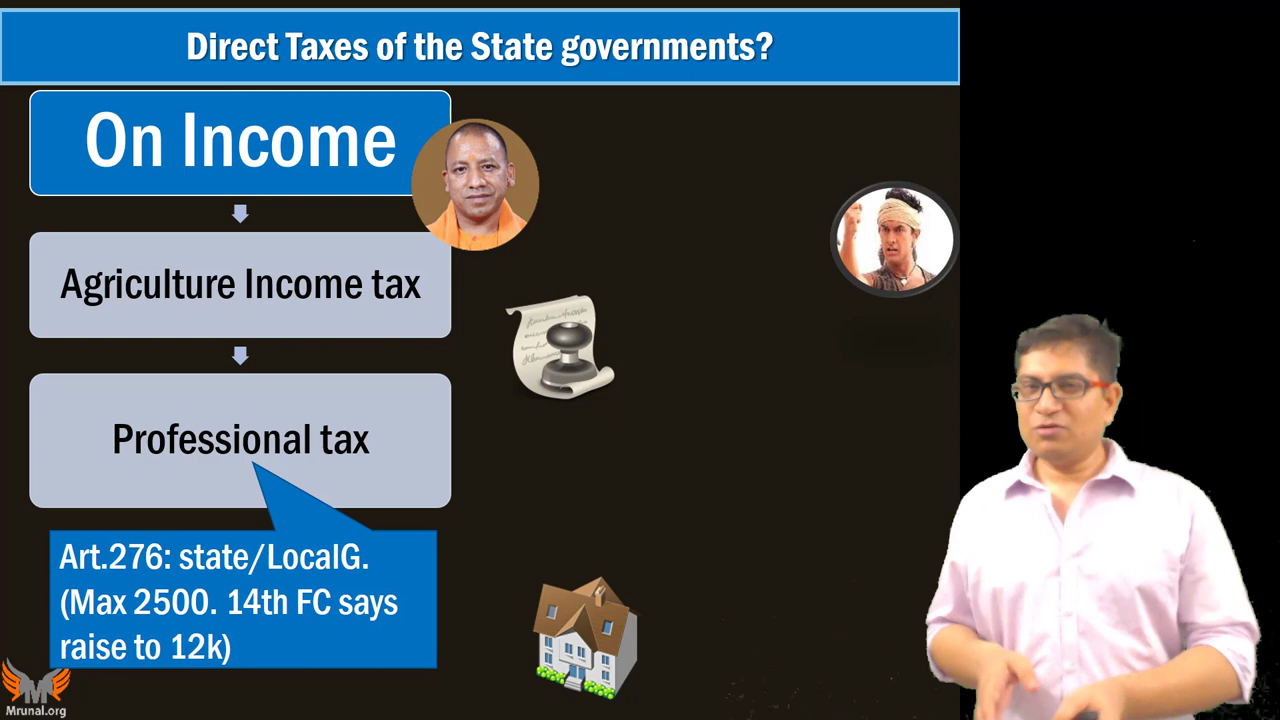 Direct Taxes of the State governments?
On Income
Agriculture Income tax
Professional tax
Art.276: state/LocalG.
(Max 2500. 14th FC says
raise to 12k)
Mrunal.org